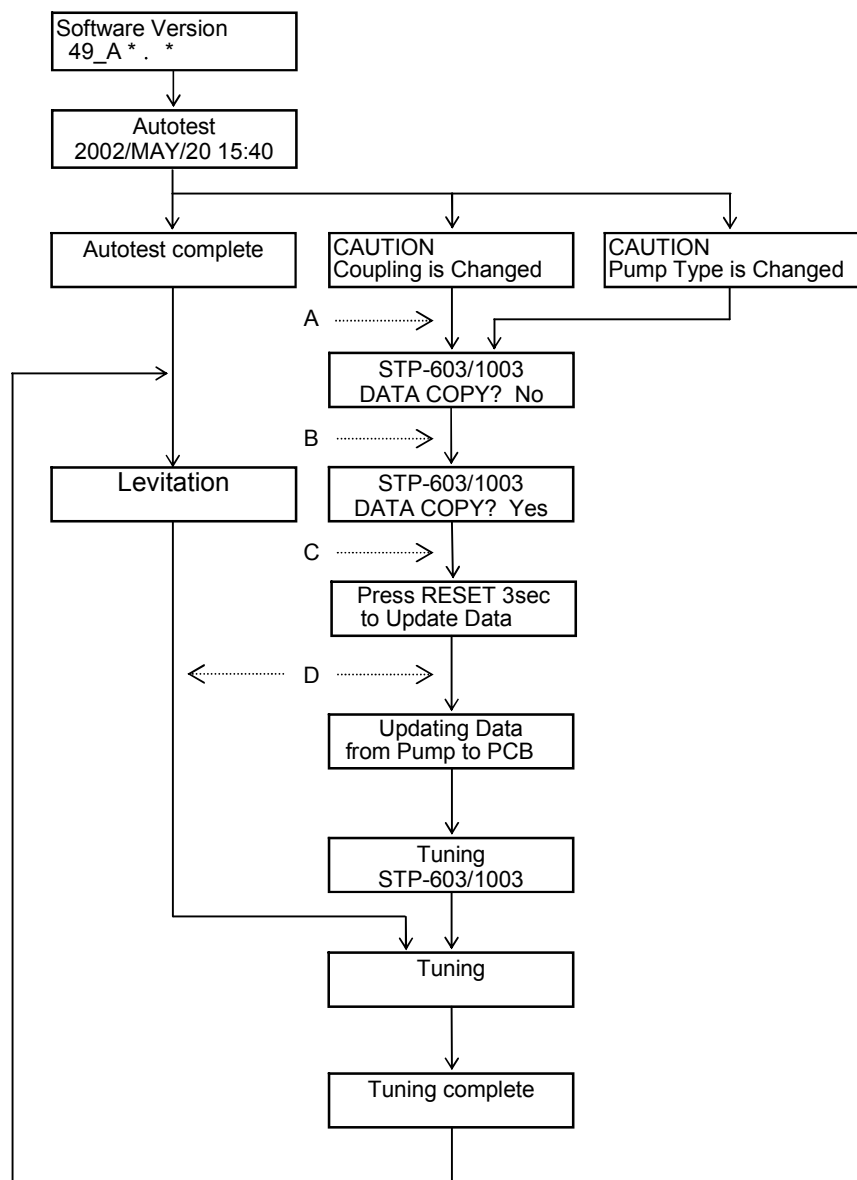 Software Version
49_A * .  *
Autotest
2002/MAY/20 15:40
Autotest complete
CAUTION
Coupling is Changed
CAUTION
Pump Type is Changed
A
STP-603/1003
DATA COPY?  No
B
Levitation
STP-603/1003
DATA COPY?  Yes
C
Press RESET 3sec
to Update Data
D
Updating Data
from Pump to PCB
Tuning
STP-603/1003
Tuning
Tuning complete